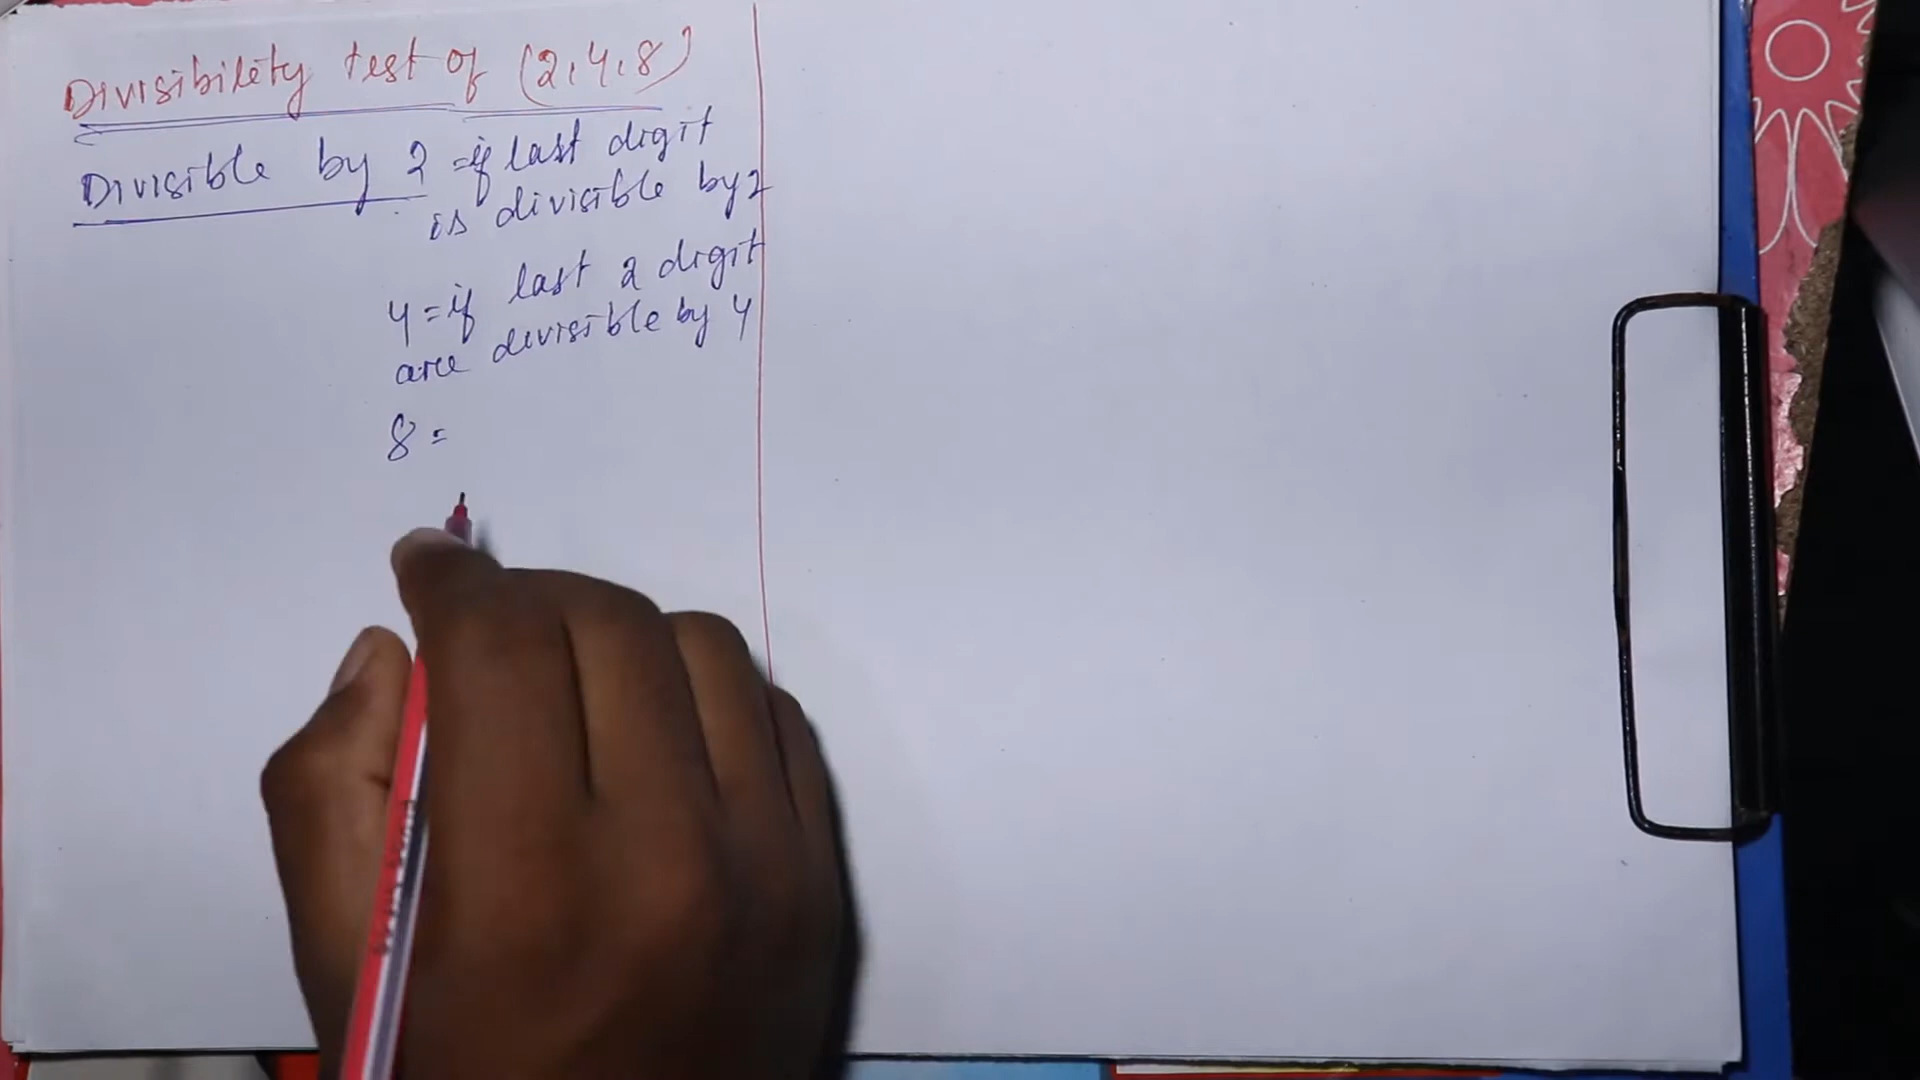 Divisibility test of (2,4,8)
Divisible by 2 = if last digit
is divisible by 2
4 = if last 2 digit
are divisible by 4
8 =